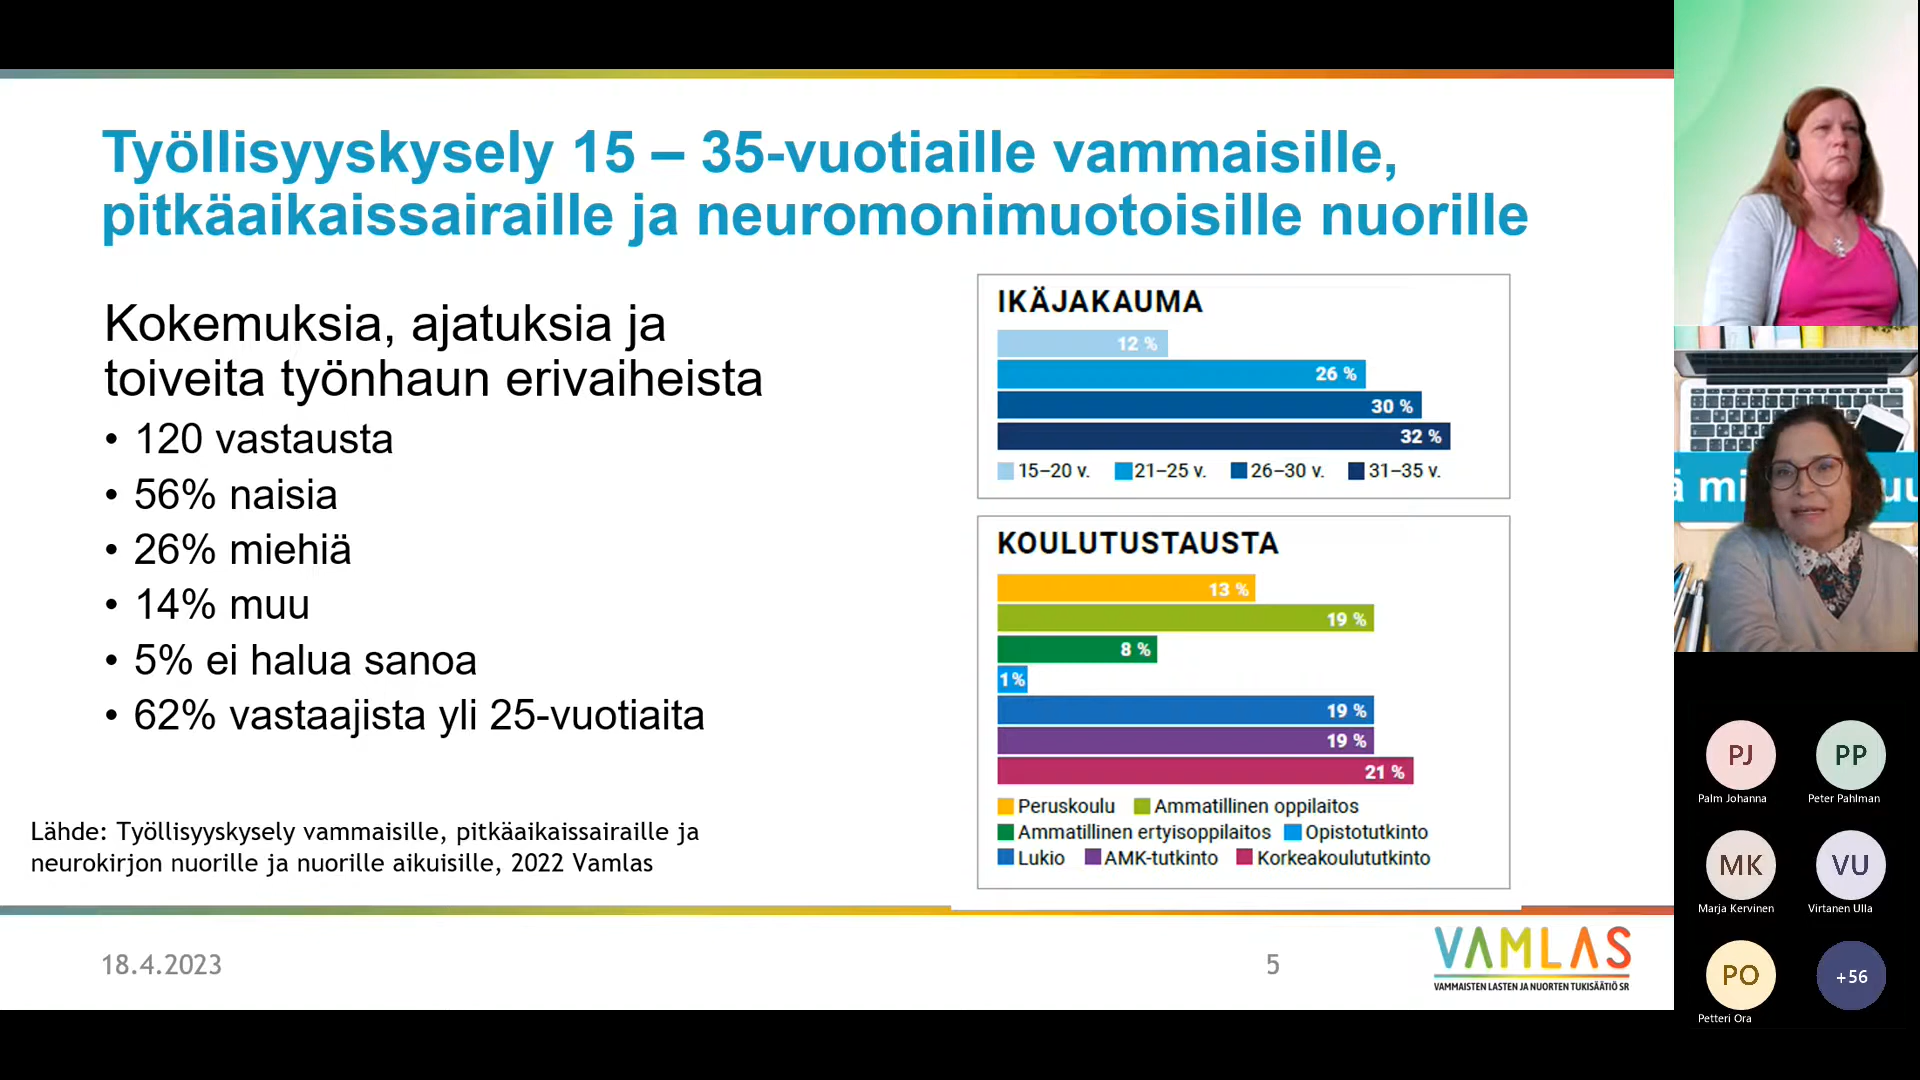 Työllisyyskysely 15 – 35-vuotiaille vammaisille,
pitkäaikaissairaille ja neuromonimuotoisille nuorille
Kokemuksia, ajatuksia ja
toiveita työnhaun erivaiheista
• 120 vastausta
• 56% naisia
• 26% miehiä
• 14% muu
• 5% ei halua sanoa
• 62% vastaajista yli 25-vuotiaita
Lähde: Työllisyyskysely vammaisille, pitkäaikaissairaille ja
neurokirjon nuorille ja nuorille aikuisille, 2022 Vamlas
IKÄJAKAUMA
12 %
26 %
30 %
32 %
15–20 v. 21–25 v. 26–30 v. 31–35 v.
KOULUTUSTAUSTA
13 %
19 %
8 %
1 %
19 %
19 %
21 %
Peruskoulu Ammatillinen oppilaitos
Ammatillinen ertyisoppilaitos Opistotutkinto
Lukio AMK-tutkinto Korkeakoulututkinto
18.4.2023
5
VAMLAS
VAMMAISTEN LASTEN JA NUORTEN TUKISÄÄTIÖ SR
PJ PP
Palm Johanna Peter Pahlman
MK VU
Marja Kervinen Virtanen Ulla
PO +56
Petteri Ora